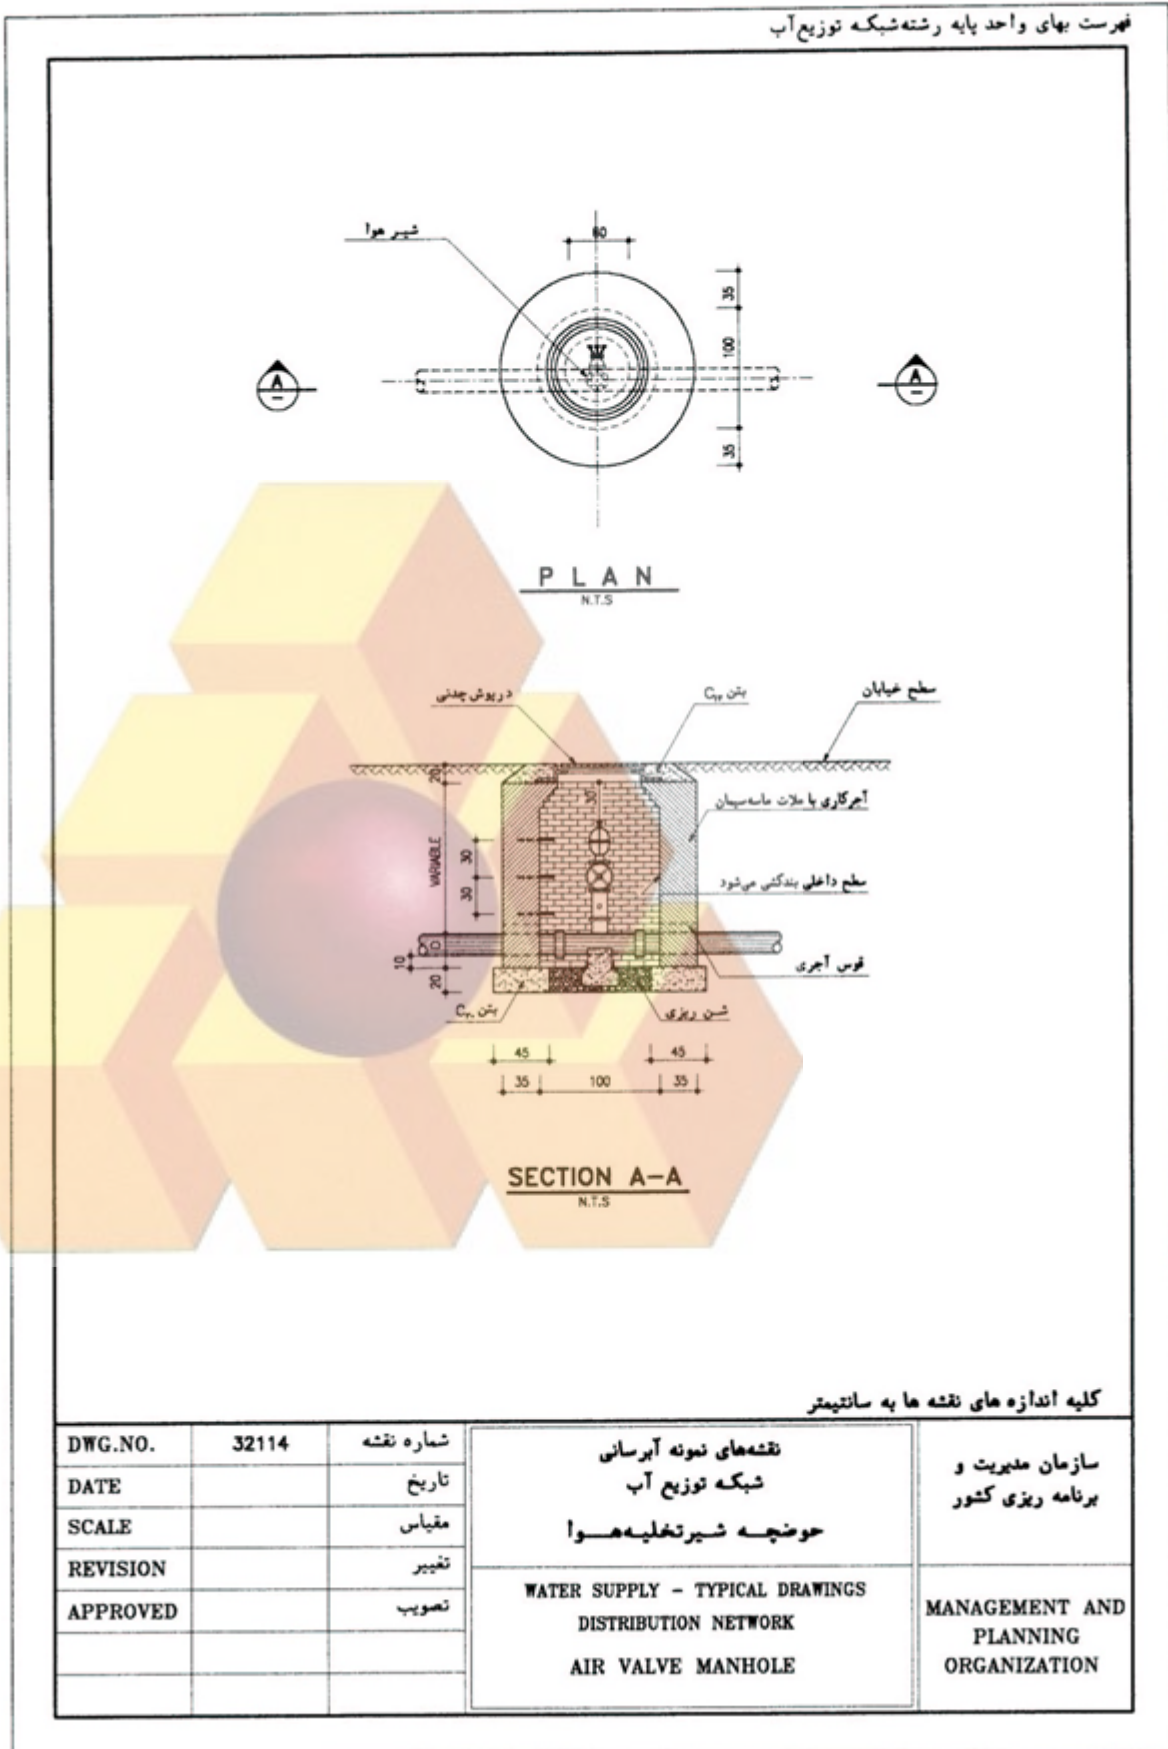 فهرست بهای واحد پایه رشته شبکه توزیع آب
شیر هوا
60
35
100
35
A
A
PLAN
N.T.S
درپوش چدنی
بتن C₂₄
سطح خیابان
20
VARIABLE
30
30
30
D
10
20
آجرکاری با ملات ماسه سیمان
سطح داخلی بندکشی می‌شود
قوس آجری
بتن C₂₀
شن ریزی
45
45
35
100
35
SECTION A-A
N.T.S
کلیه اندازه های نقشه ها به سانتیمتر
DWG.NO. 32114 شماره نقشه
DATE تاریخ
SCALE مقیاس
REVISION تغییر
APPROVED تصویب
نقشه‌های نمونه آبرسانی
شبکه توزیع آب
حوضچه شیرتخلیه هوا
WATER SUPPLY - TYPICAL DRAWINGS
DISTRIBUTION NETWORK
AIR VALVE MANHOLE
سازمان مدیریت و
برنامه ریزی کشور
MANAGEMENT AND
PLANNING
ORGANIZATION